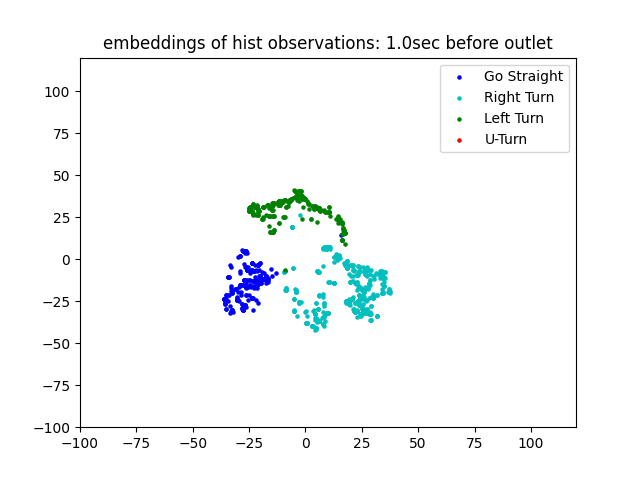 embeddings of hist observations: 1.0sec before outlet
Go Straight
Right Turn
Left Turn
U-Turn
100
75
50
25
0
−25
−50
−75
−100
−100 −75 −50 −25 0 25 50 75 100